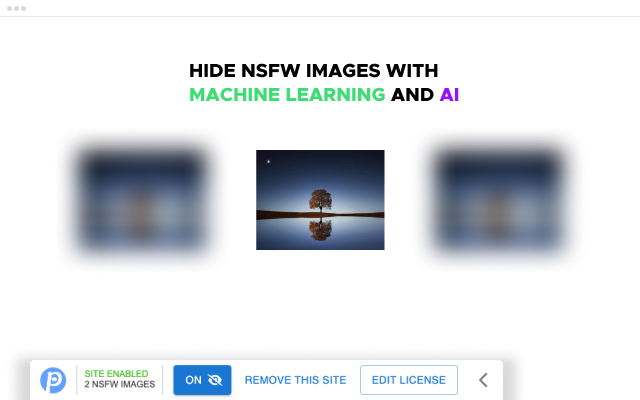 HIDE NSFW IMAGES WITH
MACHINE LEARNING AND AI
SITE ENABLED
2 NSFW IMAGES
ON
REMOVE THIS SITE
EDIT LICENSE